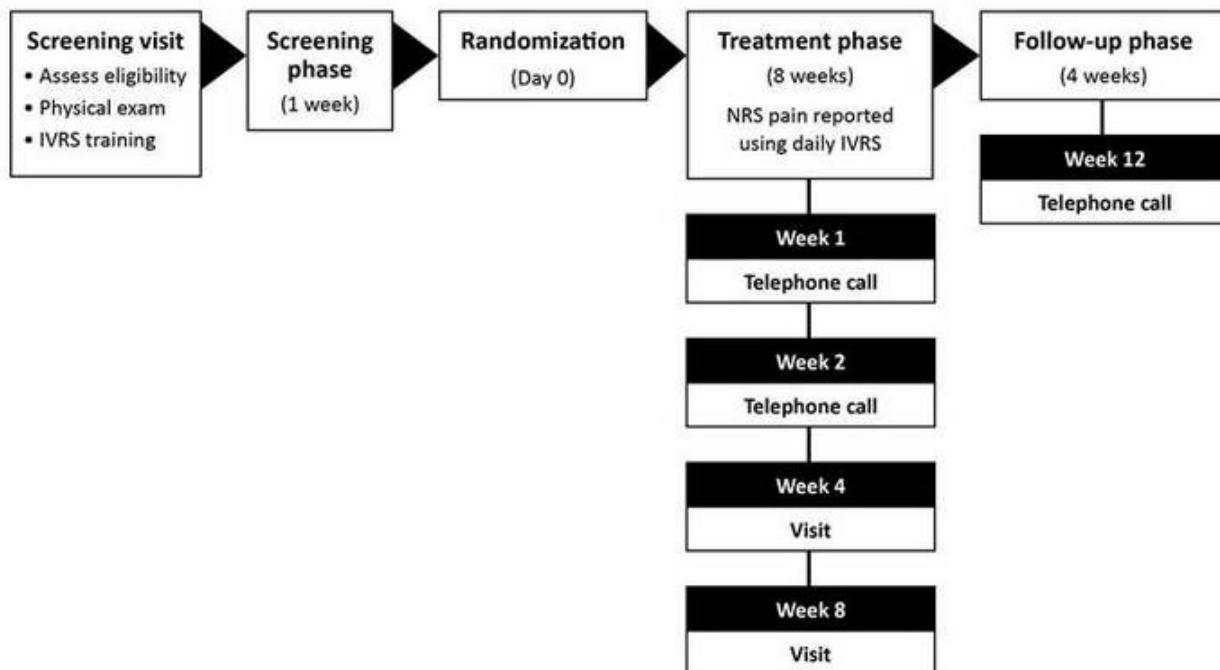 Screening visit
• Assess eligibility
• Physical exam
• IVRS training
Screening
phase
(1 week)
Randomization
(Day 0)
Treatment phase
(8 weeks)
NRS pain reported
using daily IVRS
Week 1
Telephone call
Week 2
Telephone call
Week 4
Visit
Week 8
Visit
Follow-up phase
(4 weeks)
Week 12
Telephone call